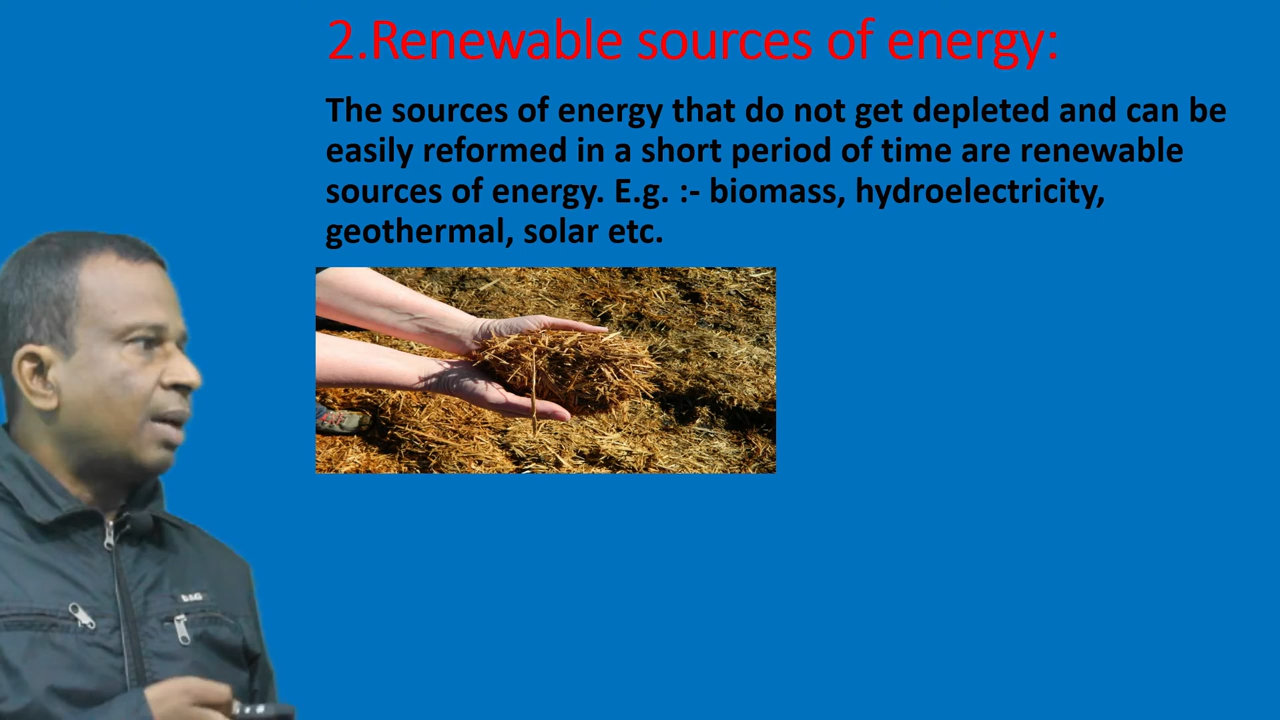 2.Renewable sources of energy:
The sources of energy that do not get depleted and can be
easily reformed in a short period of time are renewable
sources of energy. E.g. :- biomass, hydroelectricity,
geothermal, solar etc.